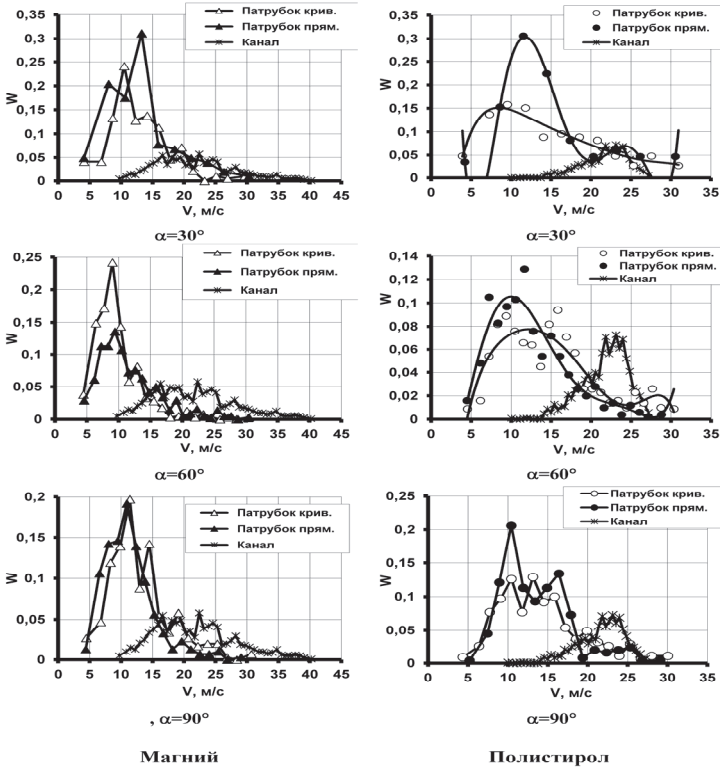 0,35
0,3
0,25
0,2
0,15
0,1
0,05
0
W
0 5 10 15 20 25 30 35 40 45
V, м/с
Патрубок крив.
Патрубок прям.
Канал
α=30°
0,35
0,3
0,25
0,2
0,15
0,1
0,05
0
W
0 5 10 15 20 25 30 35
V, м/с
Патрубок крив.
Патрубок прям.
Канал
α=30°
0,25
0,2
0,15
0,1
0,05
0
W
0 5 10 15 20 25 30 35 40 45
V, м/с
Патрубок крив.
Патрубок прям.
Канал
α=60°
0,14
0,12
0,1
0,08
0,06
0,04
0,02
0
W
0 5 10 15 20 25 30 35
V, м/с
Патрубок крив.
Патрубок прям.
Канал
α=60°
0,2
0,15
0,1
0,05
0
W
0 5 10 15 20 25 30 35 40 45
V, м/с
Патрубок крив.
Патрубок прям.
Канал
, α=90°
0,25
0,2
0,15
0,1
0,05
0
W
0 5 10 15 20 25 30 35
V, м/с
Патрубок крив.
Патрубок прям.
Канал
α=90°
Магний
Полистирол